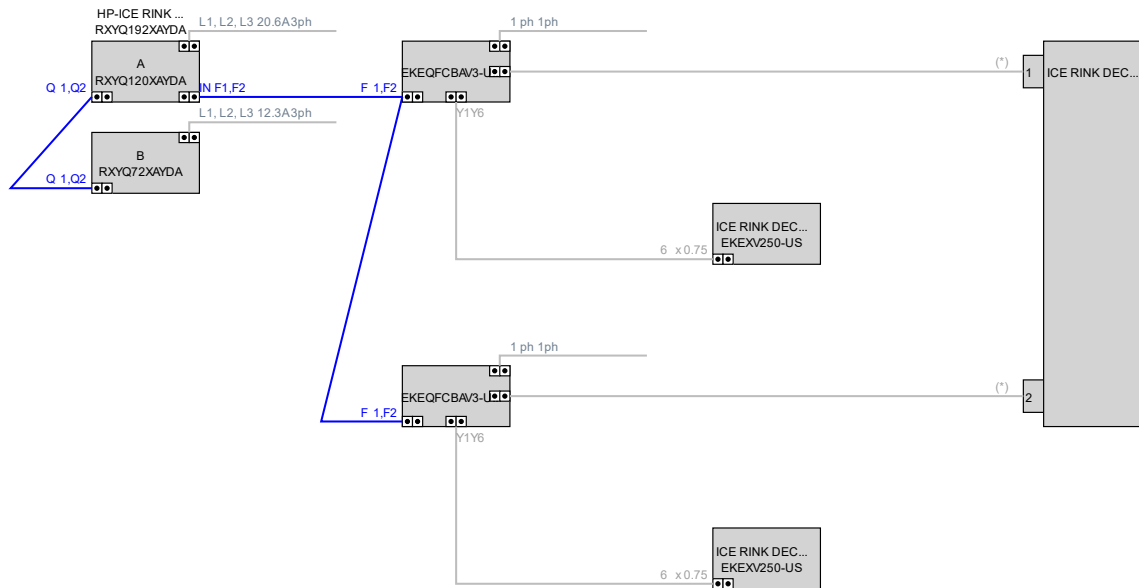 HP-ICE RINK ...
RXYQ192XAYDA
L1, L2, L3 20.6A3ph
A
RXYQ120XAYDA
Q 1,Q2
IN F1,F2
L1, L2, L3 12.3A3ph
B
RXYQ72XAYDA
Q 1,Q2
1 ph 1ph
EKEQFCBAV3-U
F 1,F2
Y1Y6
(*)
1
ICE RINK DEC...
6 x 0.75
ICE RINK DEC...
EKEXV250-US
1 ph 1ph
EKEQFCBAV3-U
F 1,F2
Y1Y6
(*)
2
6 x 0.75
ICE RINK DEC...
EKEXV250-US